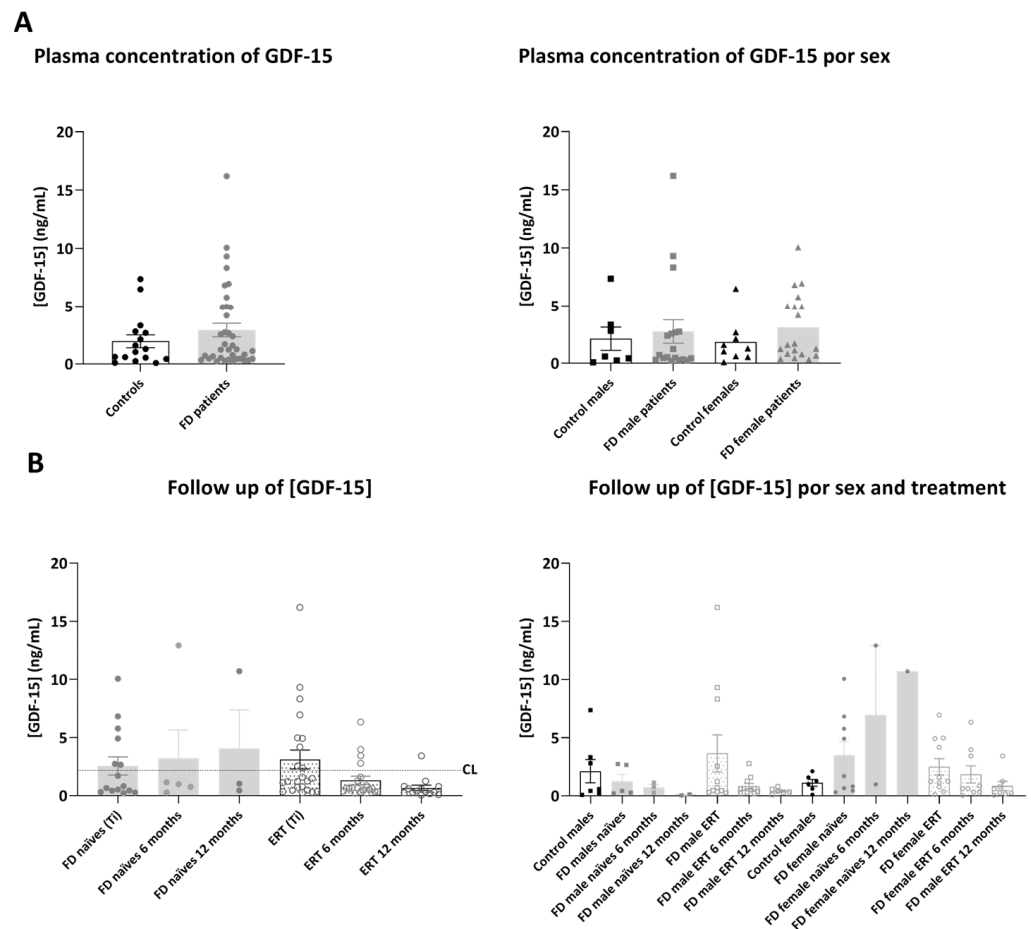 A
Plasma concentration of GDF-15
Plasma concentration of GDF-15 por sex
[GDF-15] (ng/mL)
20
15
10
5
0
Controls
FD patients
[GDF-15] (ng/mL)
20
15
10
5
0
Control males
FD male patients
Control females
FD female patients
B
Follow up of [GDF-15]
Follow up of [GDF-15] por sex and treatment
[GDF-15] (ng/mL)
20
15
10
5
0
CL
FD naïves (Ti)
FD naïves 6 months
FD naïves 12 months
ERT (Ti)
ERT 6 months
ERT 12 months
[GDF-15] (ng/mL)
20
15
10
5
0
Control males
FD males naïves
FD male naïves 6 months
FD male naïves 12 months
FD male ERT
FD male ERT 6 months
FD male ERT 12 months
Control females
FD female naïve
FD female naïves 6 months
FD female naïves 12 months
FD female ERT
FD female ERT 6 months
FD male ERT 12 months